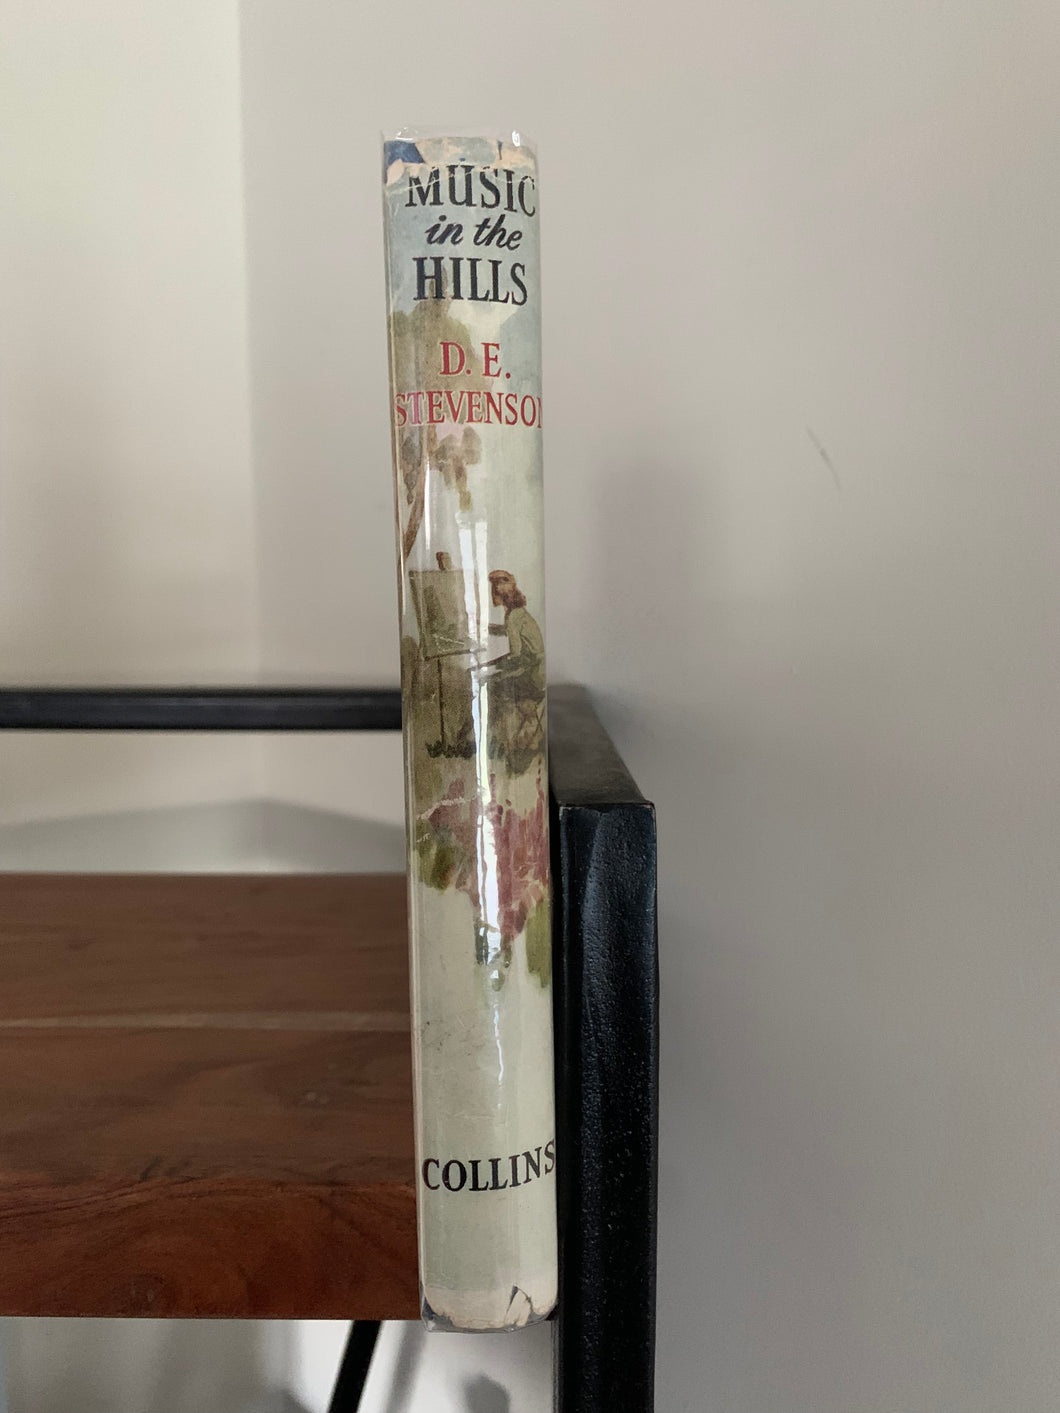 MUSIC
in the
HILLS
D. E.
STEVENSON
COLLINS